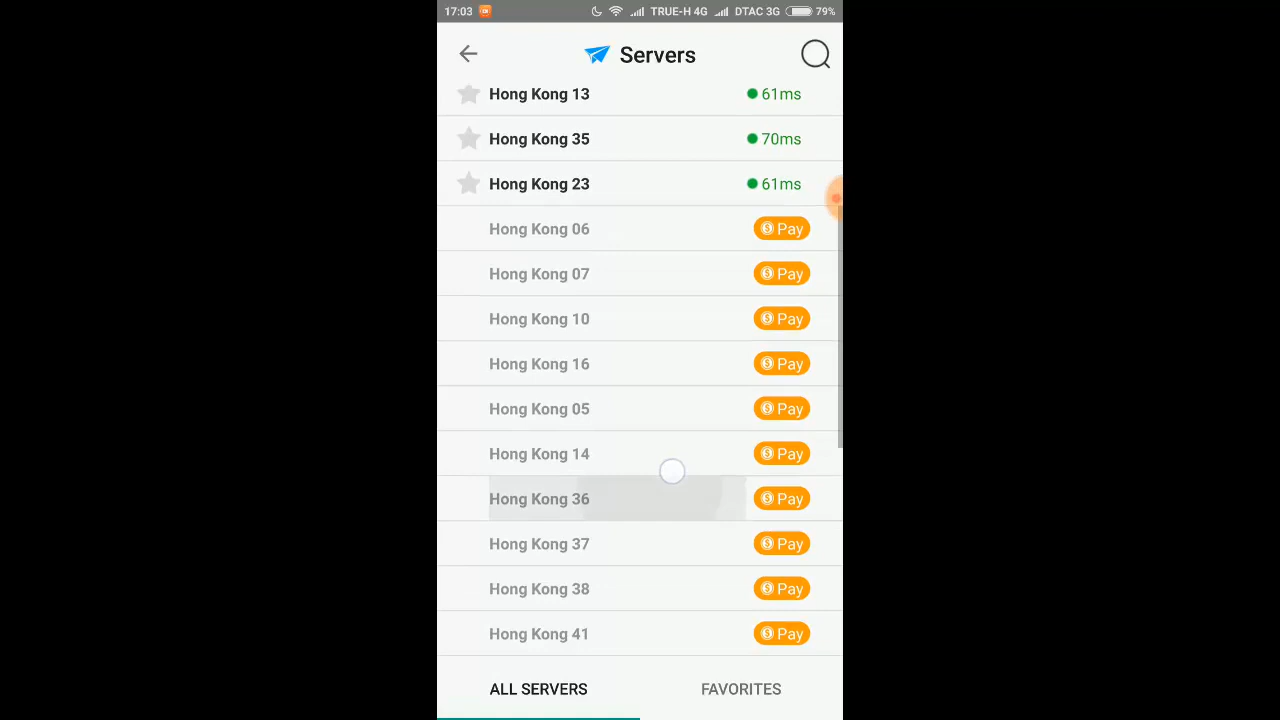 17:03 TRUE-H 4G DTAC 3G 79%
Servers
Hong Kong 13 61ms
Hong Kong 35 70ms
Hong Kong 23 61ms
Hong Kong 06 Pay
Hong Kong 07 Pay
Hong Kong 10 Pay
Hong Kong 16 Pay
Hong Kong 05 Pay
Hong Kong 14 Pay
Hong Kong 36 Pay
Hong Kong 37 Pay
Hong Kong 38 Pay
Hong Kong 41 Pay
ALL SERVERS FAVORITES